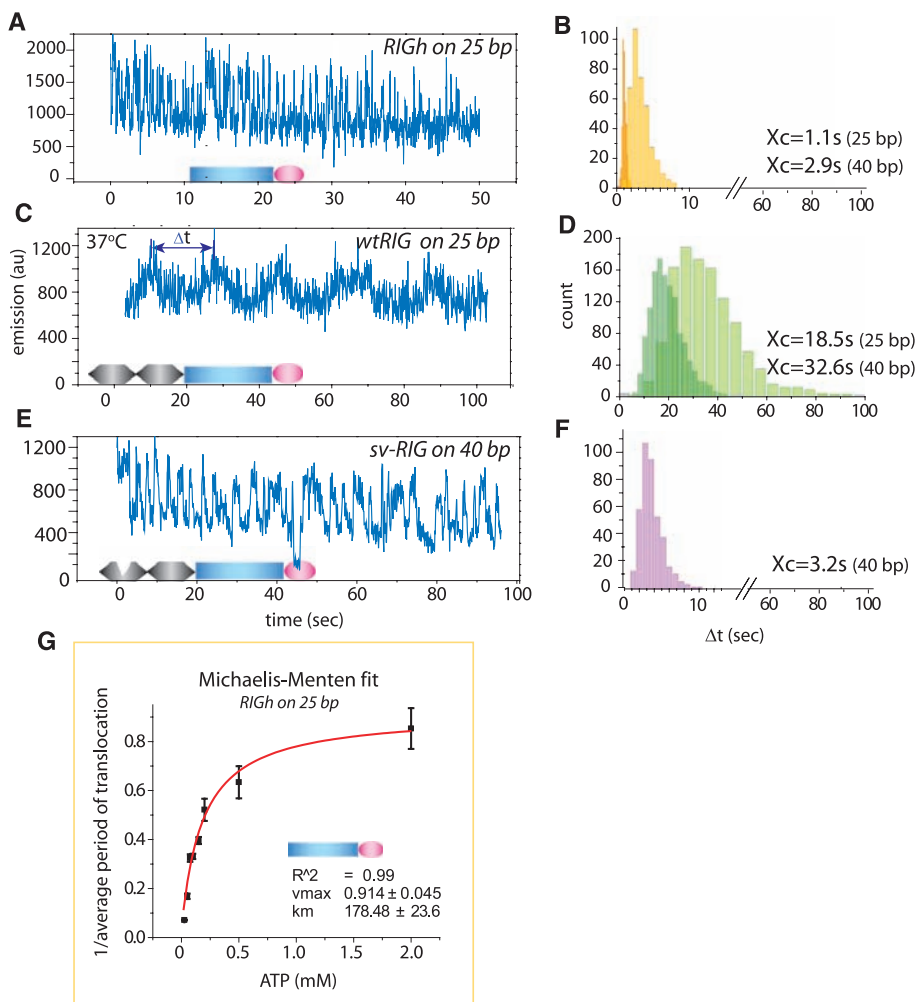 A
RIGh on 25 bp
2000
1500
1000
500
0
0 10 20 30 40 50
B
100
80
60
40
20
0
Xc=1.1s (25 bp)
Xc=2.9s (40 bp)
10 60 80 100
C
37°C
Δt
wtRIG on 25 bp
emission (au)
1200
800
400
0
0 20 40 60 80 100
D
200
160
120
80
40
0
count
Xc=18.5s (25 bp)
Xc=32.6s (40 bp)
0 20 40 60 80 100
E
sv-RIG on 40 bp
1200
800
400
0
0 20 40 60 80 100
time (sec)
F
100
80
60
40
20
0
Xc=3.2s (40 bp)
0 10 60 80 100
Δt (sec)
G
Michaelis-Menten fit
RIGh on 25 bp
1/average period of translocation
0.8
0.6
0.4
0.2
0.0
R^2 = 0.99
vmax 0.914 ± 0.045
km 178.48 ± 23.6
0 0.5 1.0 1.5 2.0
ATP (mM)